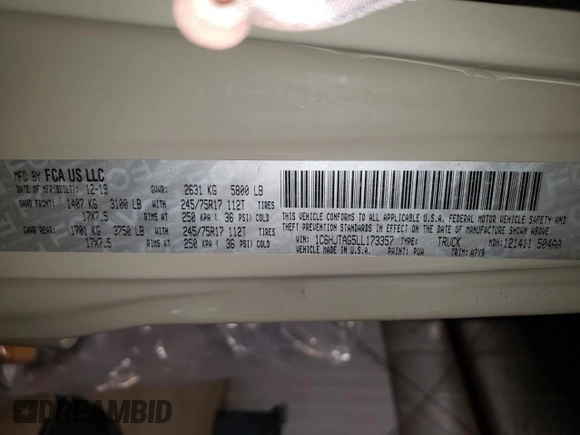 MFD BY FCA US LLC
DATE OF MFR(BUILT): 12-19 GVWR: 2631 KG 5800 LB
GAWR FRONT: 1407 KG 3100 LB WITH 245/75R17 112T TIRES
17X7.5 RIMS AT 250 KPA ( 36 PSI) COLD
GAWR REAR: 1701 KG 3750 LB WITH 245/75R17 112T TIRES
17X7.5 RIMS AT 250 KPA ( 36 PSI) COLD
THIS VEHICLE CONFORMS TO ALL APPLICABLE U.S.A. FEDERAL MOTOR VEHICLE SAFETY, BUMPER AND
THEFT PREVENTION STANDARDS IN EFFECT ON THE DATE OF MANUFACTURE SHOWN ABOVE.
VIN: 1C6HJTAG5LL173357 TYPE: TRUCK MDH: 121411 504AA
VEHICLE MADE IN U.S.A. PAINT: PUA TRIM: A7X9
DREAMBID